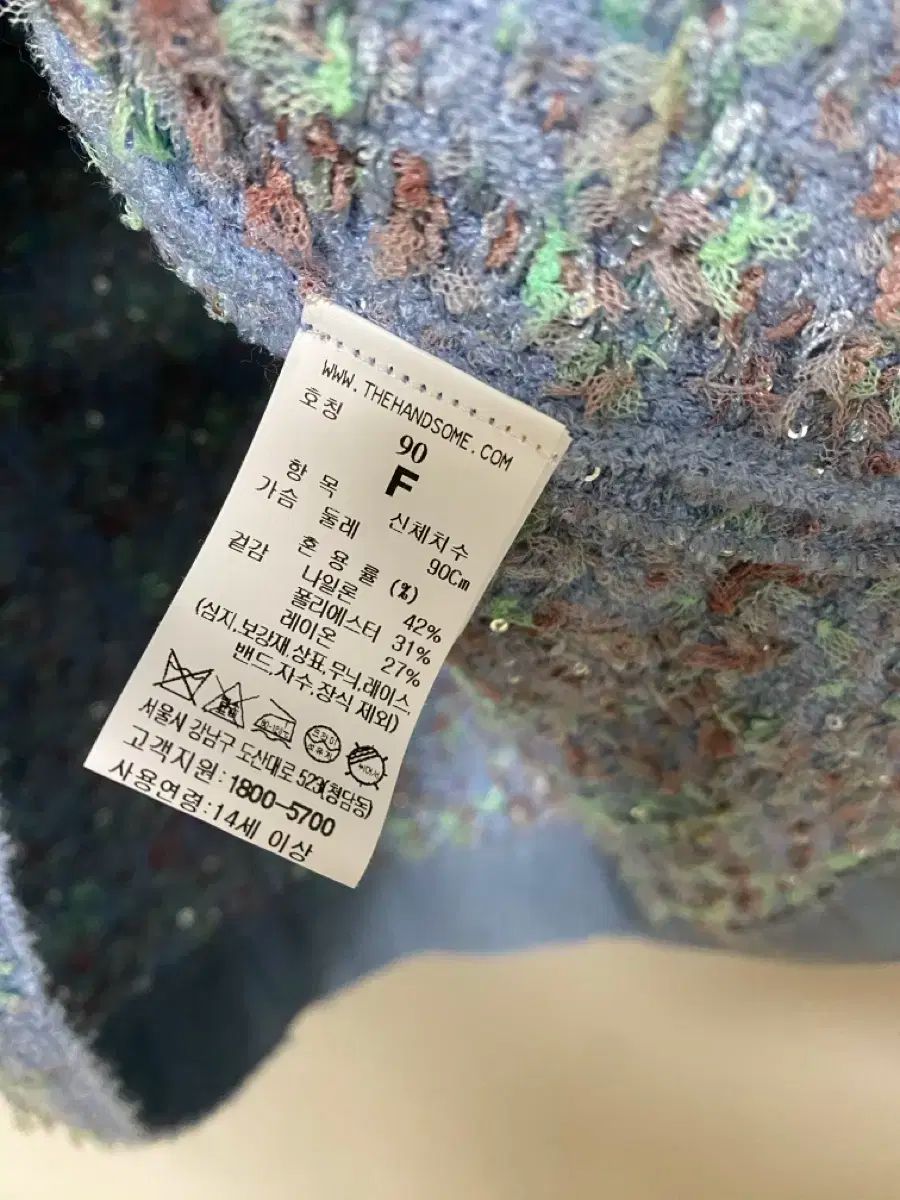 WWW.THEHANDSOME.COM
호칭
90
F
항 목 신체치수
가슴 둘레 90Cm
겉감 혼 용 률 (%)
나일론 42%
폴리에스터 31%
레이온 27%
(심지,보강재,상표,무늬,레이스,
밴드,자수,장식 제외)
서울시 강남구 도산대로 523(청담동)
고객지원:1800-5700
사용연령:14세 이상